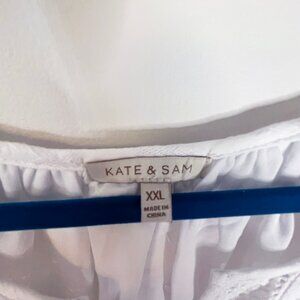 KATE & SAM
XXL
MADE IN
CHINA